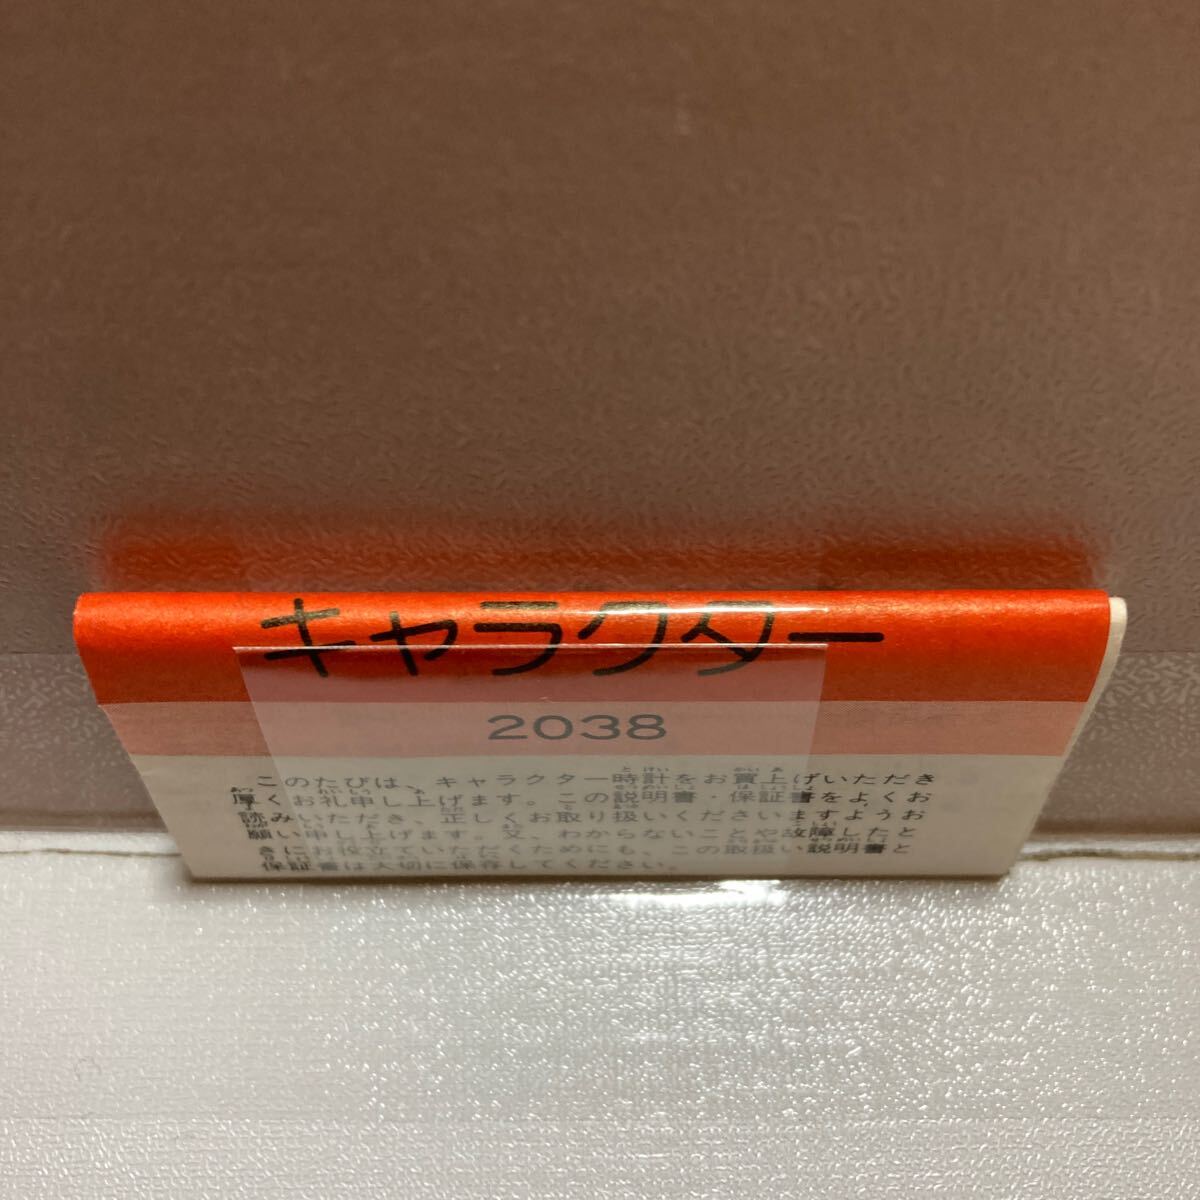 キャラクター
2038
このたびは、キャラクター時計をお買上げいただき
厚くお礼申し上げます。この説明書・保証書をよくお
読みいただき、正しくお取り扱いくださいますようお
願い申し上げます。又、わからないことや故障したと
きにお役立ていただくためにも、この取扱い説明書と
保証書は大切に保存してください。